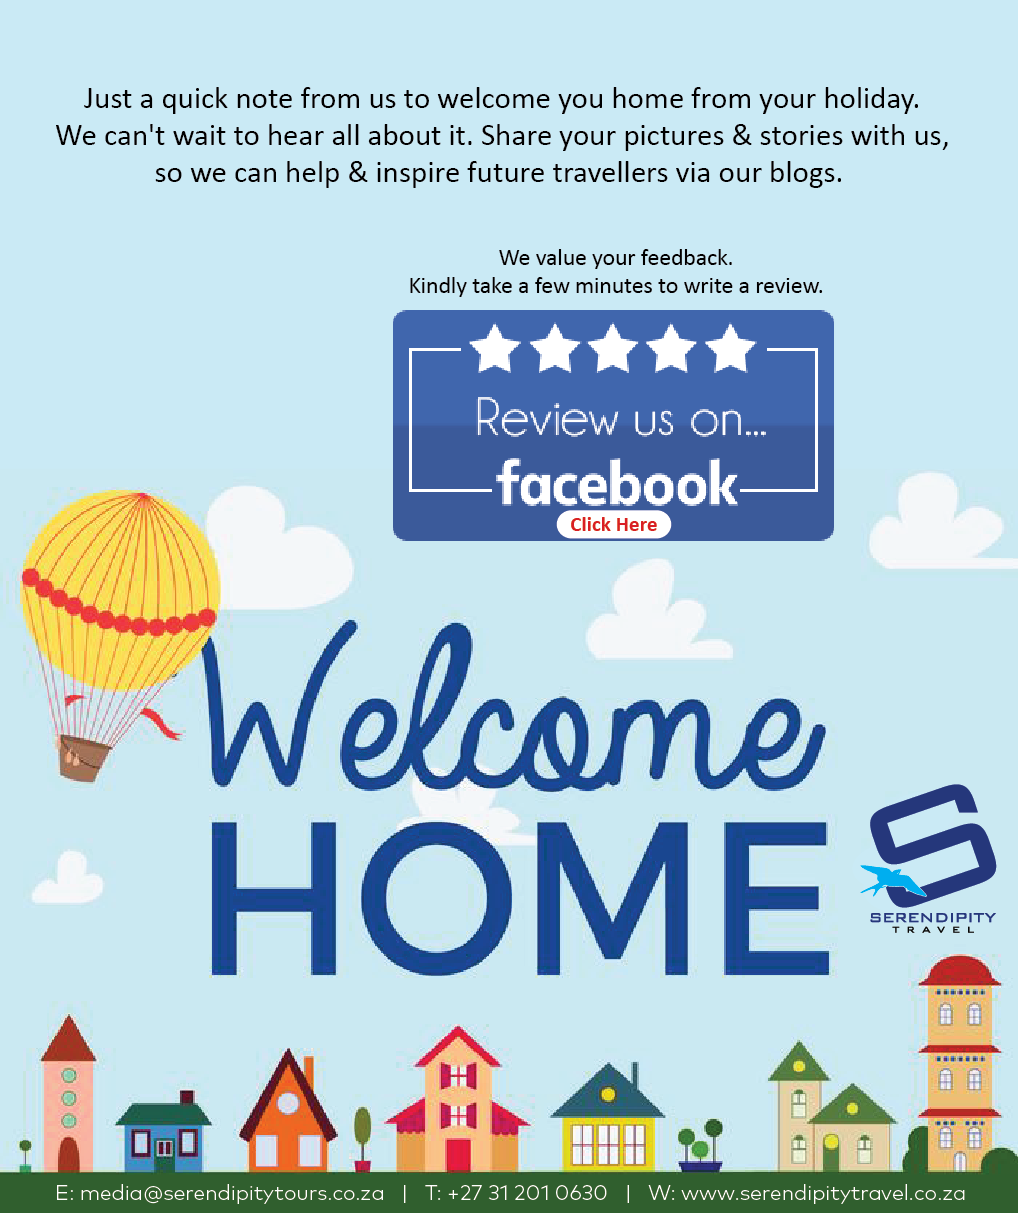 Just a quick note from us to welcome you home from your holiday.
We can't wait to hear all about it. Share your pictures & stories with us,
so we can help & inspire future travellers via our blogs.
We value your feedback.
Kindly take a few minutes to write a review.
Review us on...
facebook
Click Here
Welcome
HOME
SERENDIPITY
TRAVEL
E: media@serendipitytours.co.za | T: +27 31 201 0630 | W: www.serendipitytravel.co.za